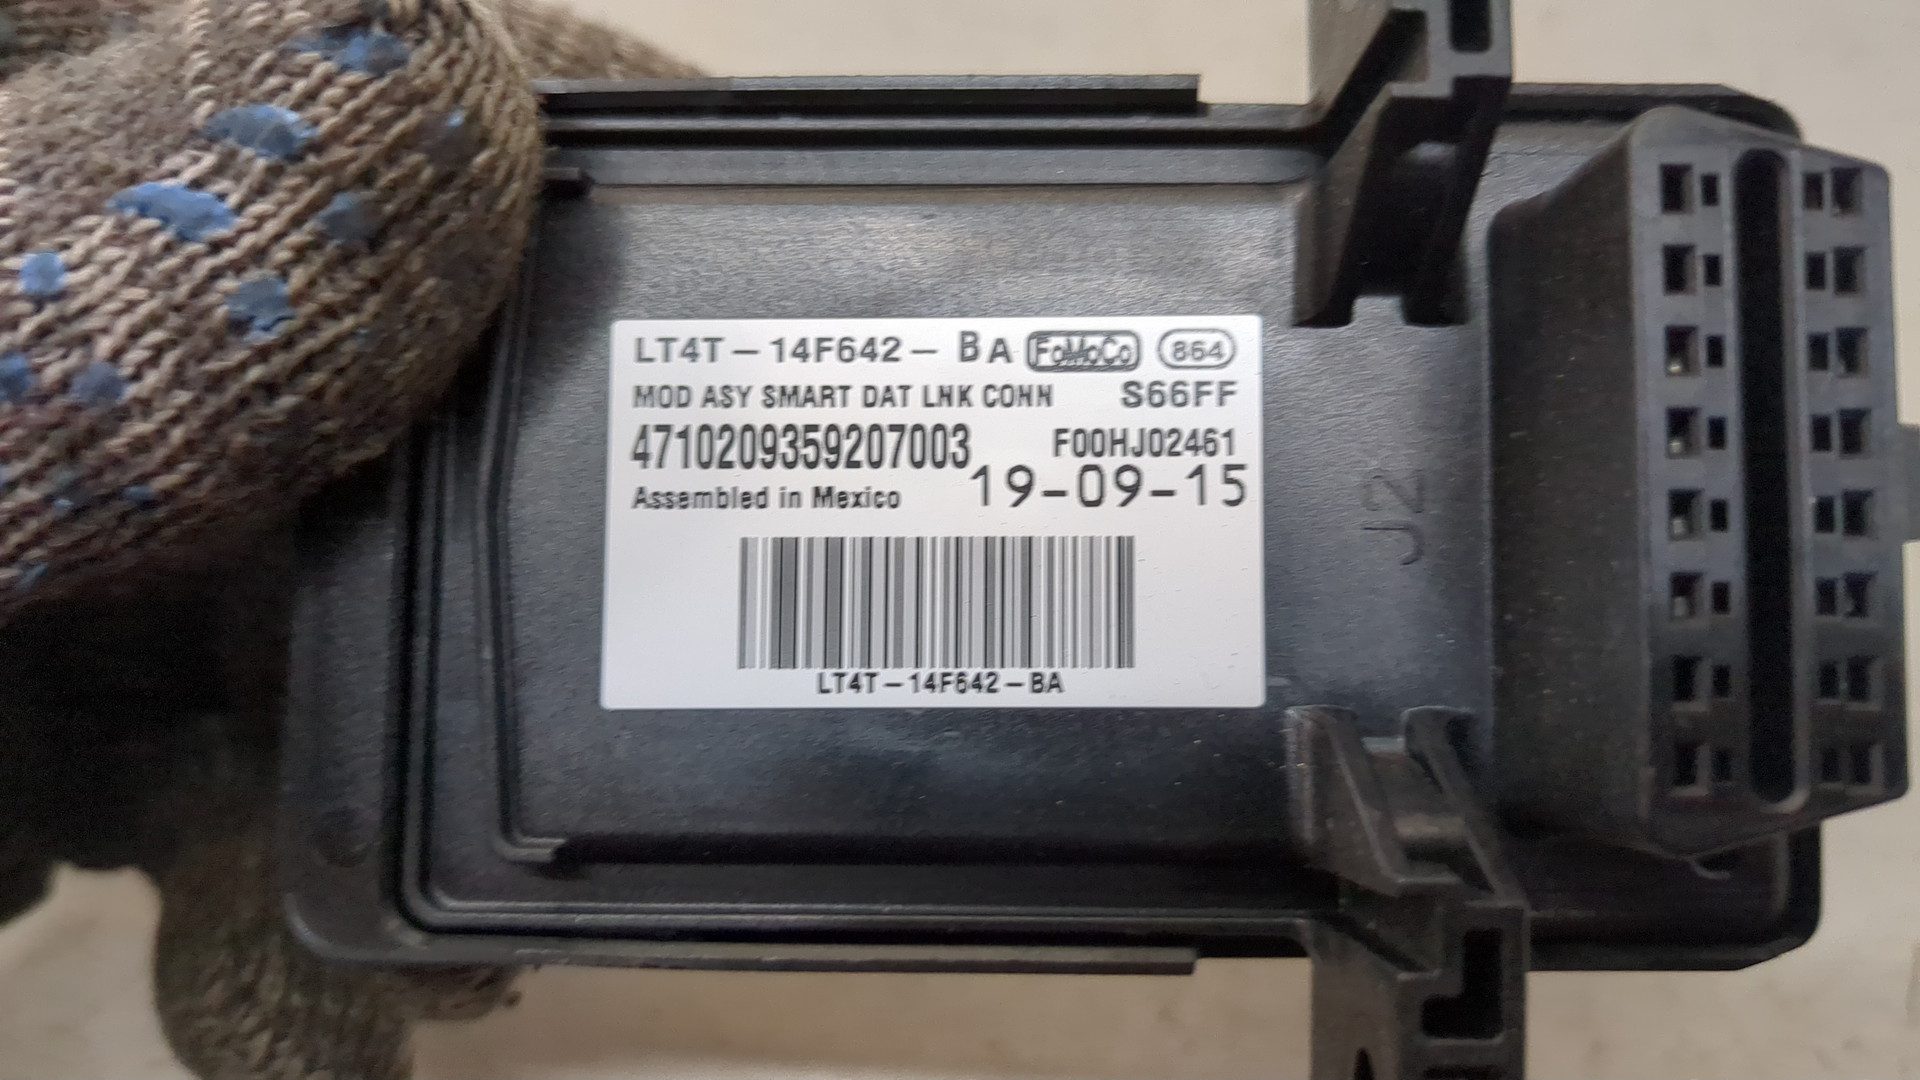 LT4T-14F642- BA FoMoCo 864
MOD ASY SMART DAT LNK CONN S66FF
4710209359207003 F00HJ02461
Assembled in Mexico 19-09-15
LT4T-14F642-BA
J2